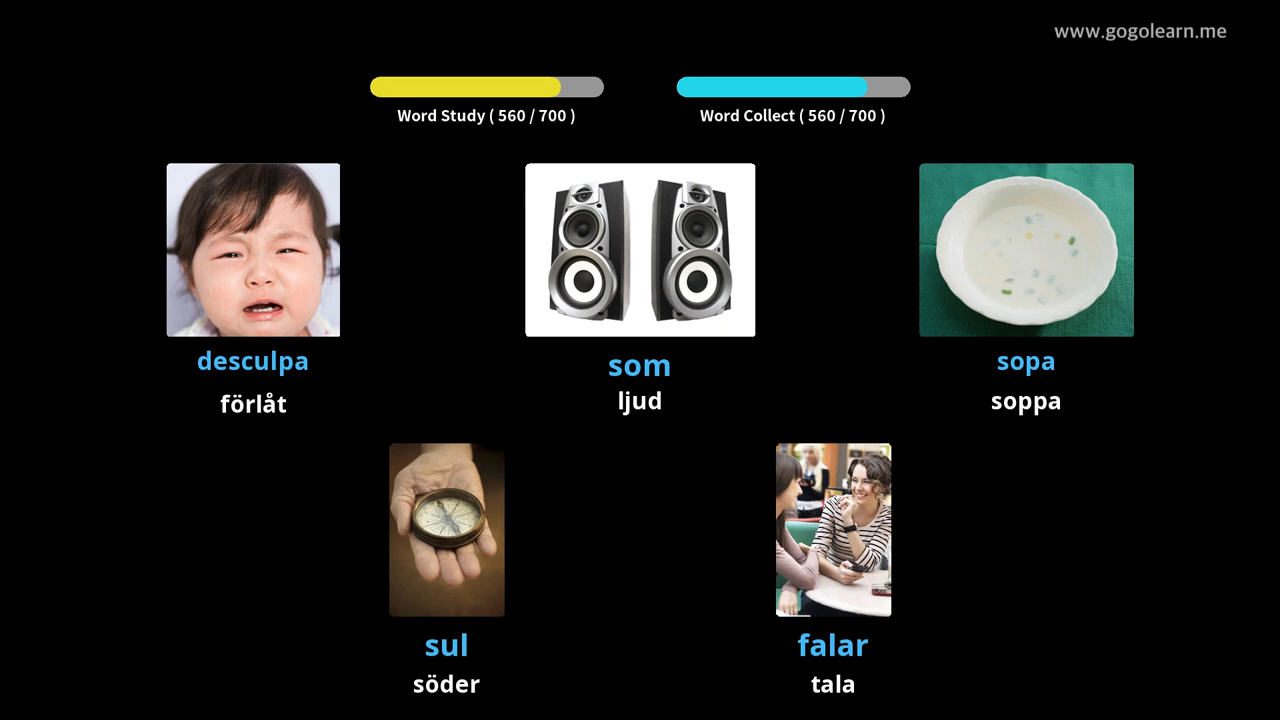 www.gogolearn.me
Word Study ( 560 / 700 )
Word Collect ( 560 / 700 )
desculpa
förlåt
som
ljud
sopa
soppa
sul
söder
falar
tala